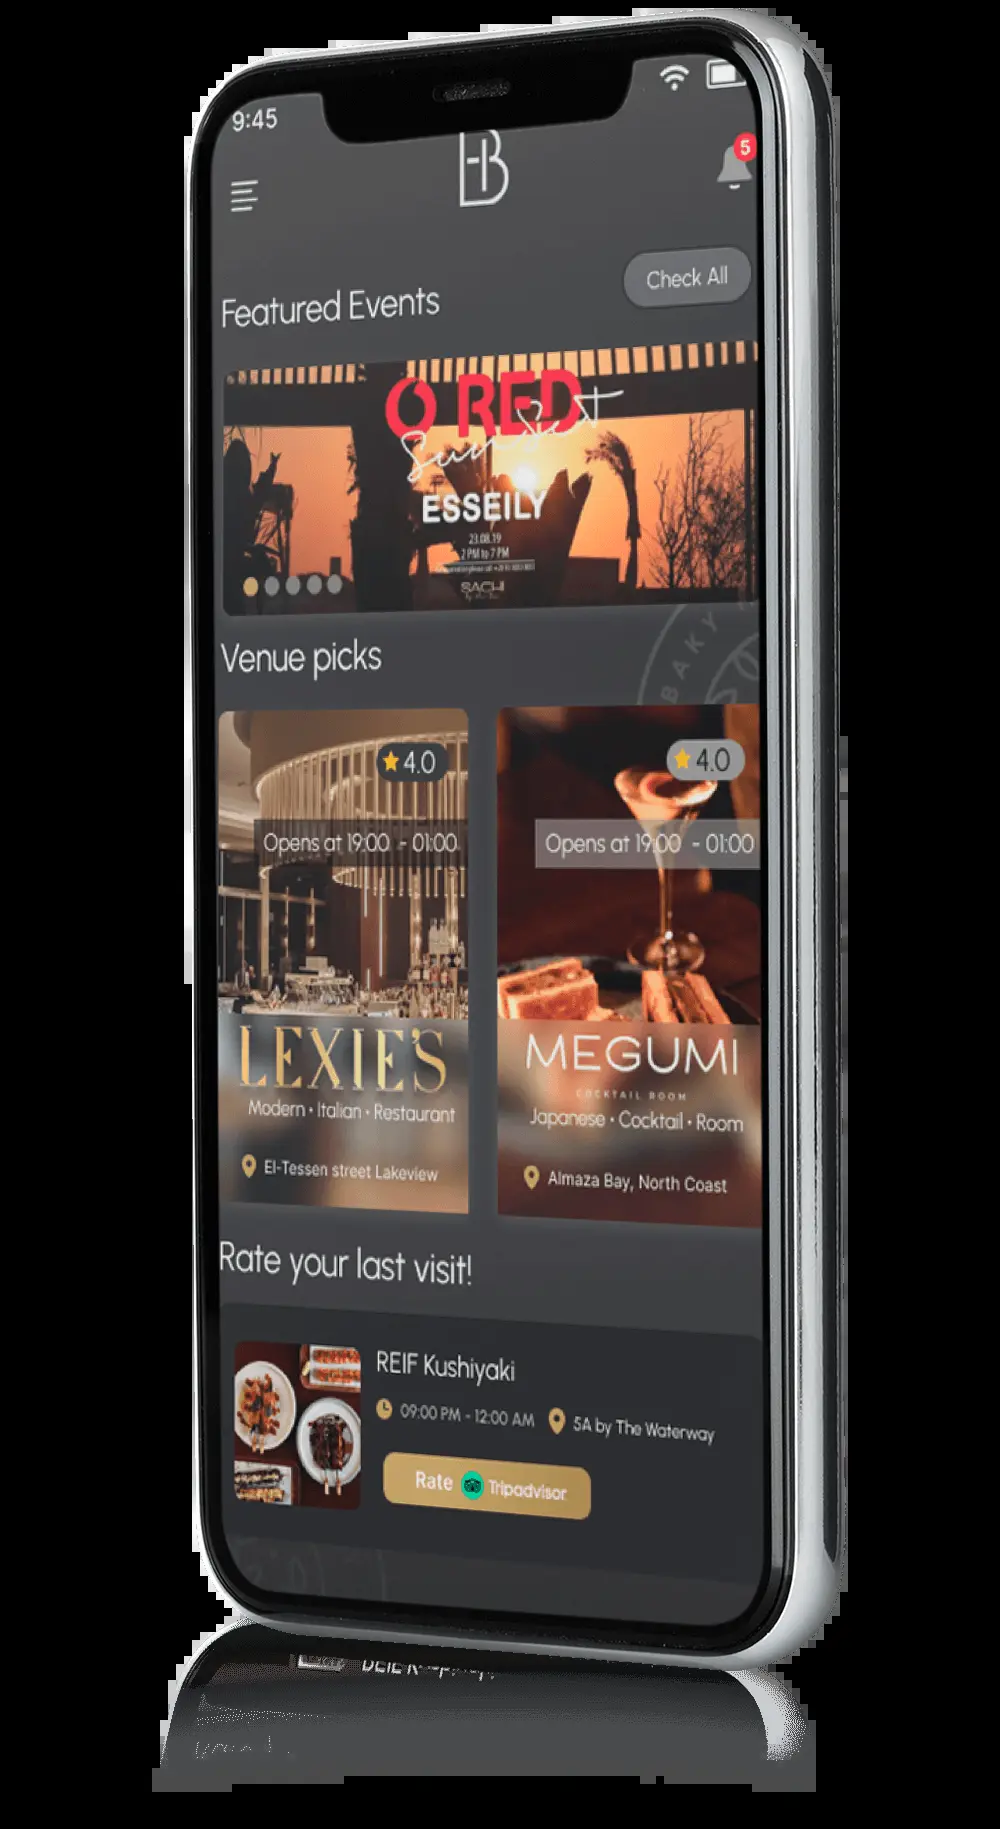 9:45
B
5
Featured Events
Check All
RED
Sunset
ESSEILY
23.08.19
2 PM to 7 PM
SACHI
Venue picks
BAKY
4.0
Opens at 19:00 - 01:00
LEXIE'S
Modern • Italian • Restaurant
El-Tessen street Lakeview
4.0
Opens at 19:00 - 01:00
MEGUMI
COCKTAIL ROOM
Japanese • Cocktail • Room
Almaza Bay, North Coast
Rate your last visit!
REIF Kushiyaki
09:00 PM - 12:00 AM
5A by The Waterway
Rate Tripadvisor